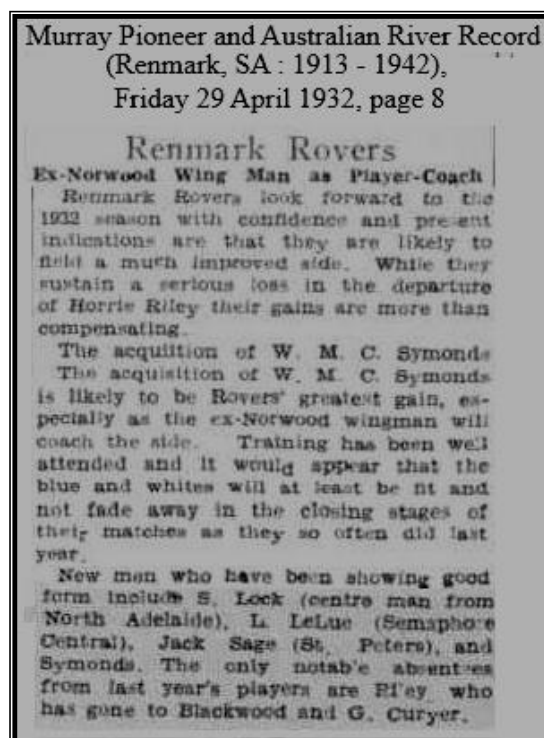 Murray Pioneer and Australian River Record
(Renmark, SA : 1913 - 1942),
Friday 29 April 1932, page 8
Renmark Rovers
Ex-Norwood Wing Man as Player-Coach
Renmark Rovers look forward to the
1932 season with confidence and present
indications are that they are likely to
field a much improved side. While they
sustain a serious loss in the departure
of Horrie Riley their gains are more than
compensating.
The acquiition of W. M. C. Symonds
The acquisition of W. M. C. Symonds
is likely to be Rovers' greatest gain, es-
pecially as the ex-Norwood wingman will
coach the side. Training has been well
attended and it would appear that the
blue and whites will at least be fit and
not fade away in the closing stages of
their matches as they so often did last
year.
New men who have been showing good
form include S. Lock (centre man from
North Adelaide), L. LeLue (Semaphore
Central), Jack Sage (St. Peters), and
Symonds. The only notab'e absentees
from last year's players are Ri'ey who
has gone to Blackwood and G. Curyer.